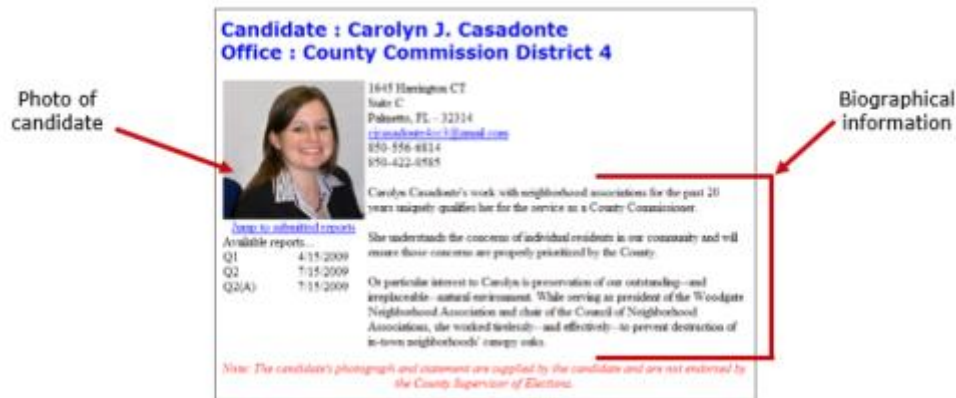 Candidate : Carolyn J. Casadonte
Office : County Commission District 4
Photo of
candidate
1645 Harrington CT
Suite C
Palmetto, FL - 32314
850-556-6814
850-422-0585
Biographical
information
Carolyn Casadonte's work with neighborhood associations for the past 20
years uniquely qualifies her for the service as a County Commissioner.
She understands the concerns of individual residents in our community and will
ensure those concerns are properly prioritized by the County.
Or particular interest to Carolyn is preservation of our outstanding--and
irreplaceable--natural environment. While serving as president of the Woodgate
Neighborhood Association and chair of the Council of Neighborhood
Associations, she worked tirelessly--and effectively--to prevent destruction of
in-town neighborhoods' canopy oaks.
Jump to submitted reports
Available reports...
Q1 4/15/2009
Q2 7/15/2009
Q2(A) 7/15/2009
Note: The candidate's photograph and statement are supplied by the candidate and are not endorsed by
the County Supervisor of Elections.